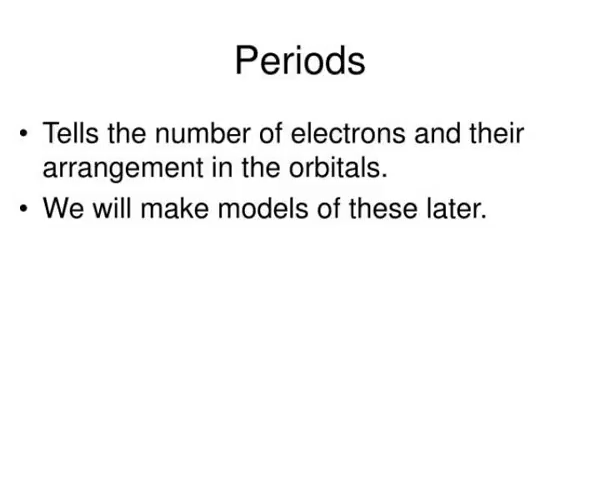 Periods
• Tells the number of electrons and their
arrangement in the orbitals.
• We will make models of these later.